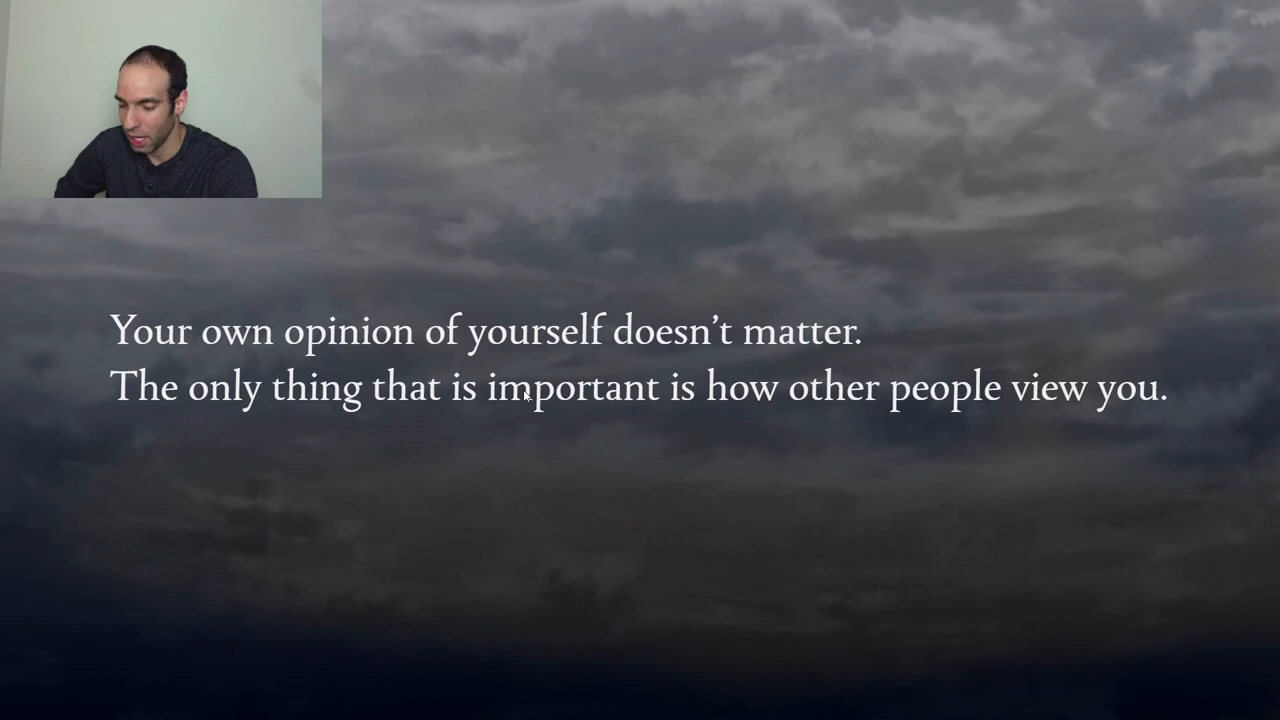 Your own opinion of yourself doesn’t matter.
The only thing that is important is how other people view you.